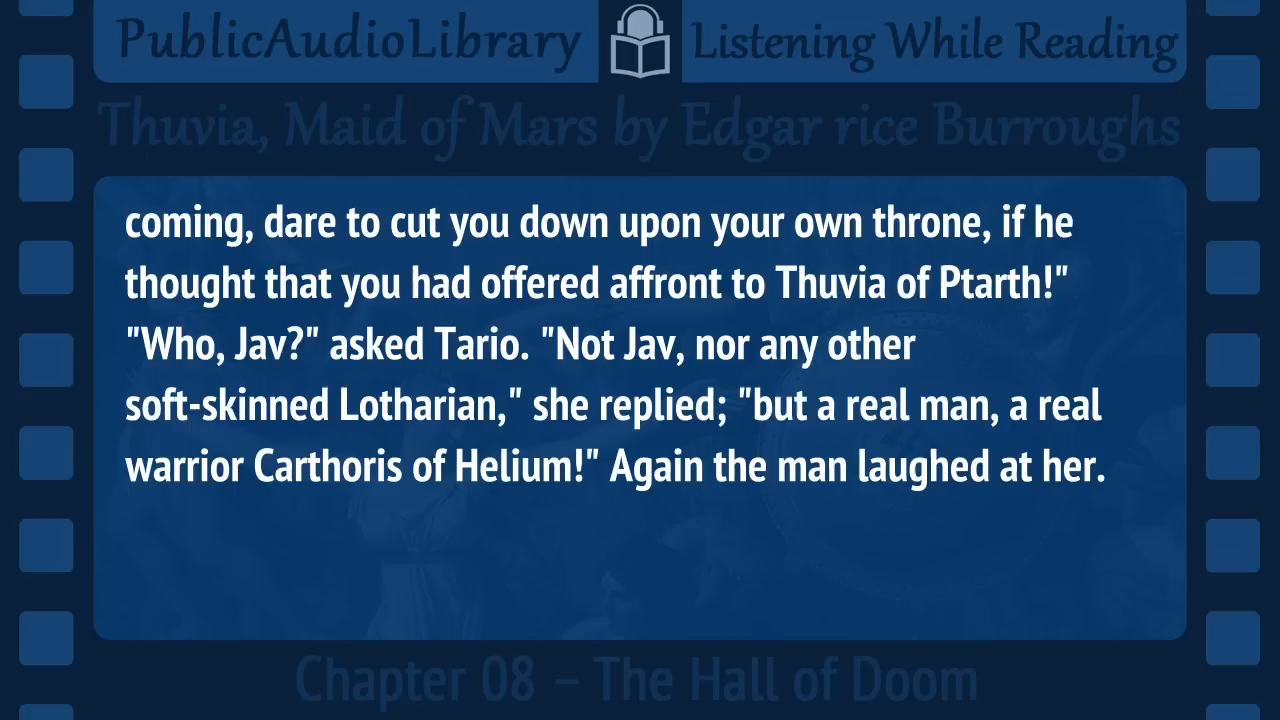 PublicAudioLibrary
Listening While Reading
Thuvia, Maid of Mars by Edgar rice Burroughs
coming, dare to cut you down upon your own throne, if he
thought that you had offered affront to Thuvia of Ptarth!"
"Who, Jav?" asked Tario. "Not Jav, nor any other
soft-skinned Lotharian," she replied; "but a real man, a real
warrior Carthoris of Helium!" Again the man laughed at her.
Chapter 08 – The Hall of Doom